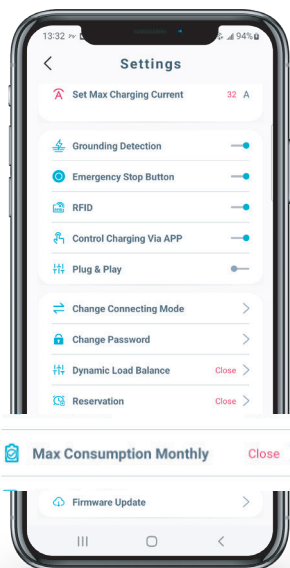 13:32 94%
Settings
Set Max Charging Current 32 A
Grounding Detection
Emergency Stop Button
RFID
Control Charging Via APP
Plug & Play
Change Connecting Mode
Change Password
Dynamic Load Balance Close
Reservation Close
Max Consumption Monthly Close
Firmware Update